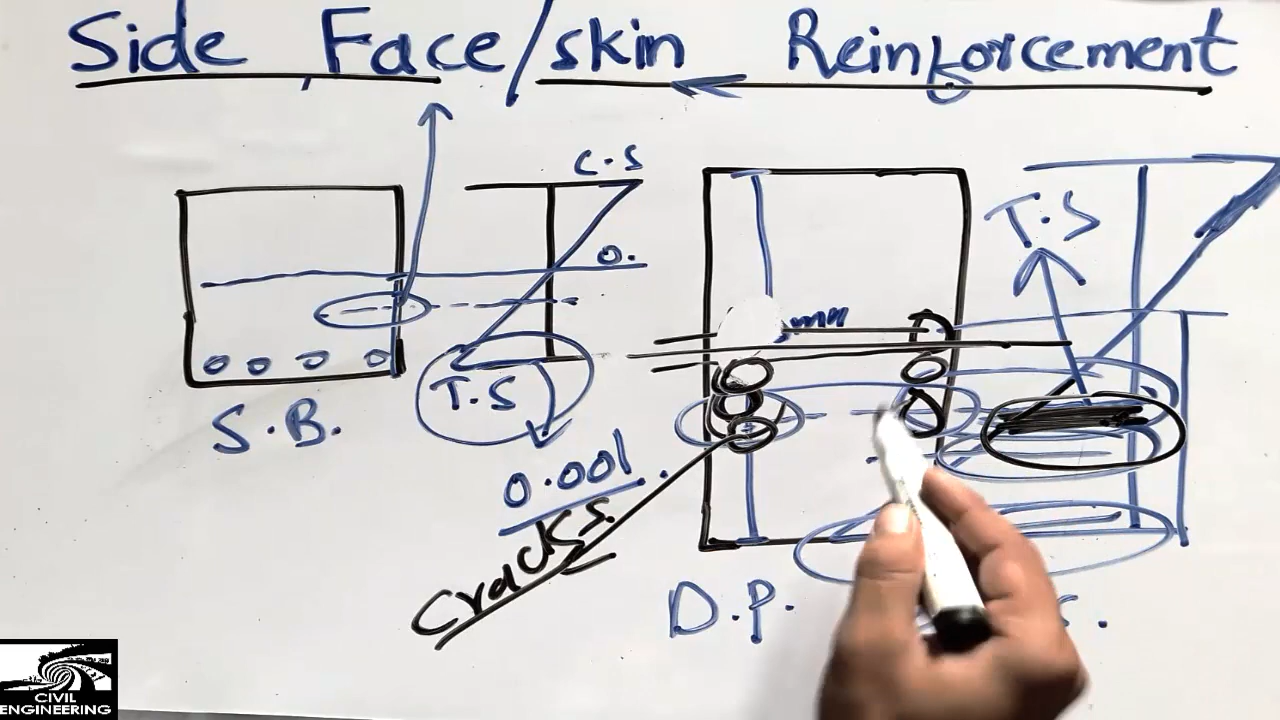 Side Face/skin Reinforcement
C.S
T.S
0.
T.S
S.B.
0.001
Cracks.
D.P.
CIVIL
ENGINEERING